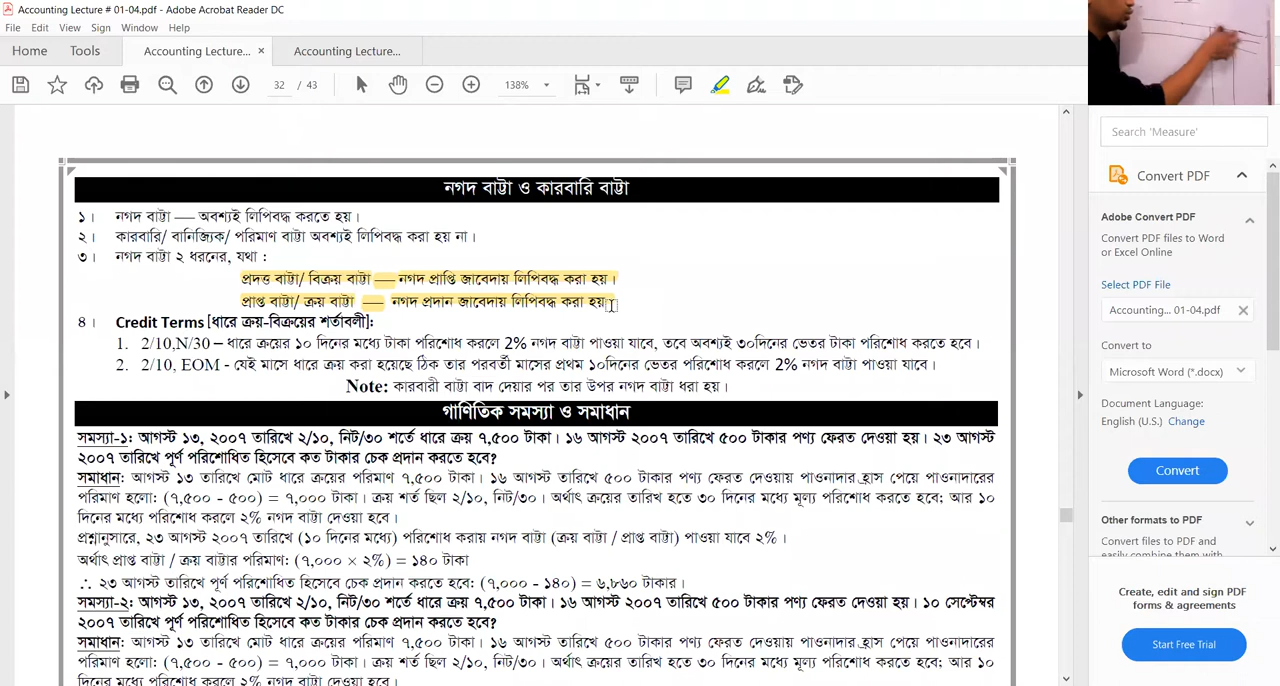 Accounting Lecture # 01-04.pdf - Adobe Acrobat Reader DC
File Edit View Sign Window Help
Home Tools Accounting Lecture... × Accounting Lecture...
32 / 43 138%
Search 'Measure'
Convert PDF
Adobe Convert PDF
Convert PDF files to Word
or Excel Online
Select PDF File
Accounting... 01-04.pdf
Convert to
Microsoft Word (*.docx)
Document Language:
English (U.S.) Change
Convert
Other formats to PDF
Convert files to PDF and
easily combine them with
Create, edit and sign PDF
forms & agreements
Start Free Trial
নগদ বাট্টা ও কারবারি বাট্টা
১। নগদ বাট্টা — অবশ্যই লিপিবদ্ধ করতে হয়।
২। কারবারি/ বানিজ্যিক/ পরিমাণ বাট্টা অবশ্যই লিপিবদ্ধ করা হয় না।
৩। নগদ বাট্টা ২ ধরনের, যথা :
প্রদত্ত বাট্টা/ বিক্রয় বাট্টা — নগদ প্রাপ্তি জাবেদায় লিপিবদ্ধ করা হয়।
প্রাপ্ত বাট্টা/ ক্রয় বাট্টা — নগদ প্রদান জাবেদায় লিপিবদ্ধ করা হয়।
৪। Credit Terms [ধারে ক্রয়-বিক্রয়ের শর্তাবলী]:
1. 2/10,N/30 – ধারে ক্রয়ের ১০ দিনের মধ্যে টাকা পরিশোধ করলে 2% নগদ বাট্টা পাওয়া যাবে, তবে অবশ্যই ৩০দিনের ভেতর টাকা পরিশোধ করতে হবে।
2. 2/10, EOM - যেই মাসে ধারে ক্রয় করা হয়েছে ঠিক তার পরবর্তী মাসের প্রথম ১০দিনের ভেতর পরিশোধ করলে 2% নগদ বাট্টা পাওয়া যাবে।
Note: কারবারী বাট্টা বাদ দেয়ার পর তার উপর নগদ বাট্টা ধরা হয়।
গাণিতিক সমস্যা ও সমাধান
সমস্যা-১: আগস্ট ১৩, ২০০৭ তারিখে ২/১০, নিট/৩০ শর্তে ধারে ক্রয় ৭,৫০০ টাকা। ১৬ আগস্ট ২০০৭ তারিখে ৫০০ টাকার পণ্য ফেরত দেওয়া হয়। ২৩ আগস্ট
২০০৭ তারিখে পূর্ণ পরিশোধিত হিসেবে কত টাকার চেক প্রদান করতে হবে?
সমাধান: আগস্ট ১৩ তারিখে মোট ধারে ক্রয়ের পরিমাণ ৭,৫০০ টাকা। ১৬ আগস্ট ২০০৭ তারিখে ৫০০ টাকার পণ্য ফেরত দেওয়ায় পাওনাদার হ্রাস পেয়ে পাওনাদারের
পরিমাণ হলো: (৭,৫০০ - ৫০০) = ৭,০০০ টাকা। ক্রয় শর্ত ছিল ২/১০, নিট/৩০। অর্থাৎ ক্রয়ের তারিখ হতে ৩০ দিনের মধ্যে মূল্য পরিশোধ করতে হবে; আর ১০
দিনের মধ্যে পরিশোধ করলে ২% নগদ বাট্টা দেওয়া হবে।
প্রশ্নানুসারে, ২৩ আগস্ট ২০০৭ তারিখে (১০ দিনের মধ্যে) পরিশোধ করায় নগদ বাট্টা (ক্রয় বাট্টা / প্রাপ্ত বাট্টা) পাওয়া যাবে ২%।
অর্থাৎ প্রাপ্ত বাট্টা / ক্রয় বাট্টার পরিমাণ: (৭,০০০ × ২%) = ১৪০ টাকা
∴ ২৩ আগস্ট তারিখে পূর্ণ পরিশোধিত হিসেবে চেক প্রদান করতে হবে: (৭,০০০ - ১৪০) = ৬,৮৬০ টাকার।
সমস্যা-২: আগস্ট ১৩, ২০০৭ তারিখে ২/১০, নিট/৩০ শর্তে ধারে ক্রয় ৭,৫০০ টাকা। ১৬ আগস্ট ২০০৭ তারিখে ৫০০ টাকার পণ্য ফেরত দেওয়া হয়। ১০ সেপ্টেম্বর
২০০৭ তারিখে পূর্ণ পরিশোধিত হিসেবে কত টাকার চেক প্রদান করতে হবে?
সমাধান: আগস্ট ১৩ তারিখে মোট ধারে ক্রয়ের পরিমাণ ৭,৫০০ টাকা। ১৬ আগস্ট ২০০৭ তারিখে ৫০০ টাকার পণ্য ফেরত দেওয়ায় পাওনাদার হ্রাস পেয়ে পাওনাদারের
পরিমাণ হলো: (৭,৫০০ - ৫০০) = ৭,০০০ টাকা। ক্রয় শর্ত ছিল ২/১০, নিট/৩০। অর্থাৎ ক্রয়ের তারিখ হতে ৩০ দিনের মধ্যে মূল্য পরিশোধ করতে হবে; আর ১০
দিনের মধ্যে পরিশোধ করলে ২% নগদ বাট্টা দেওয়া হবে।